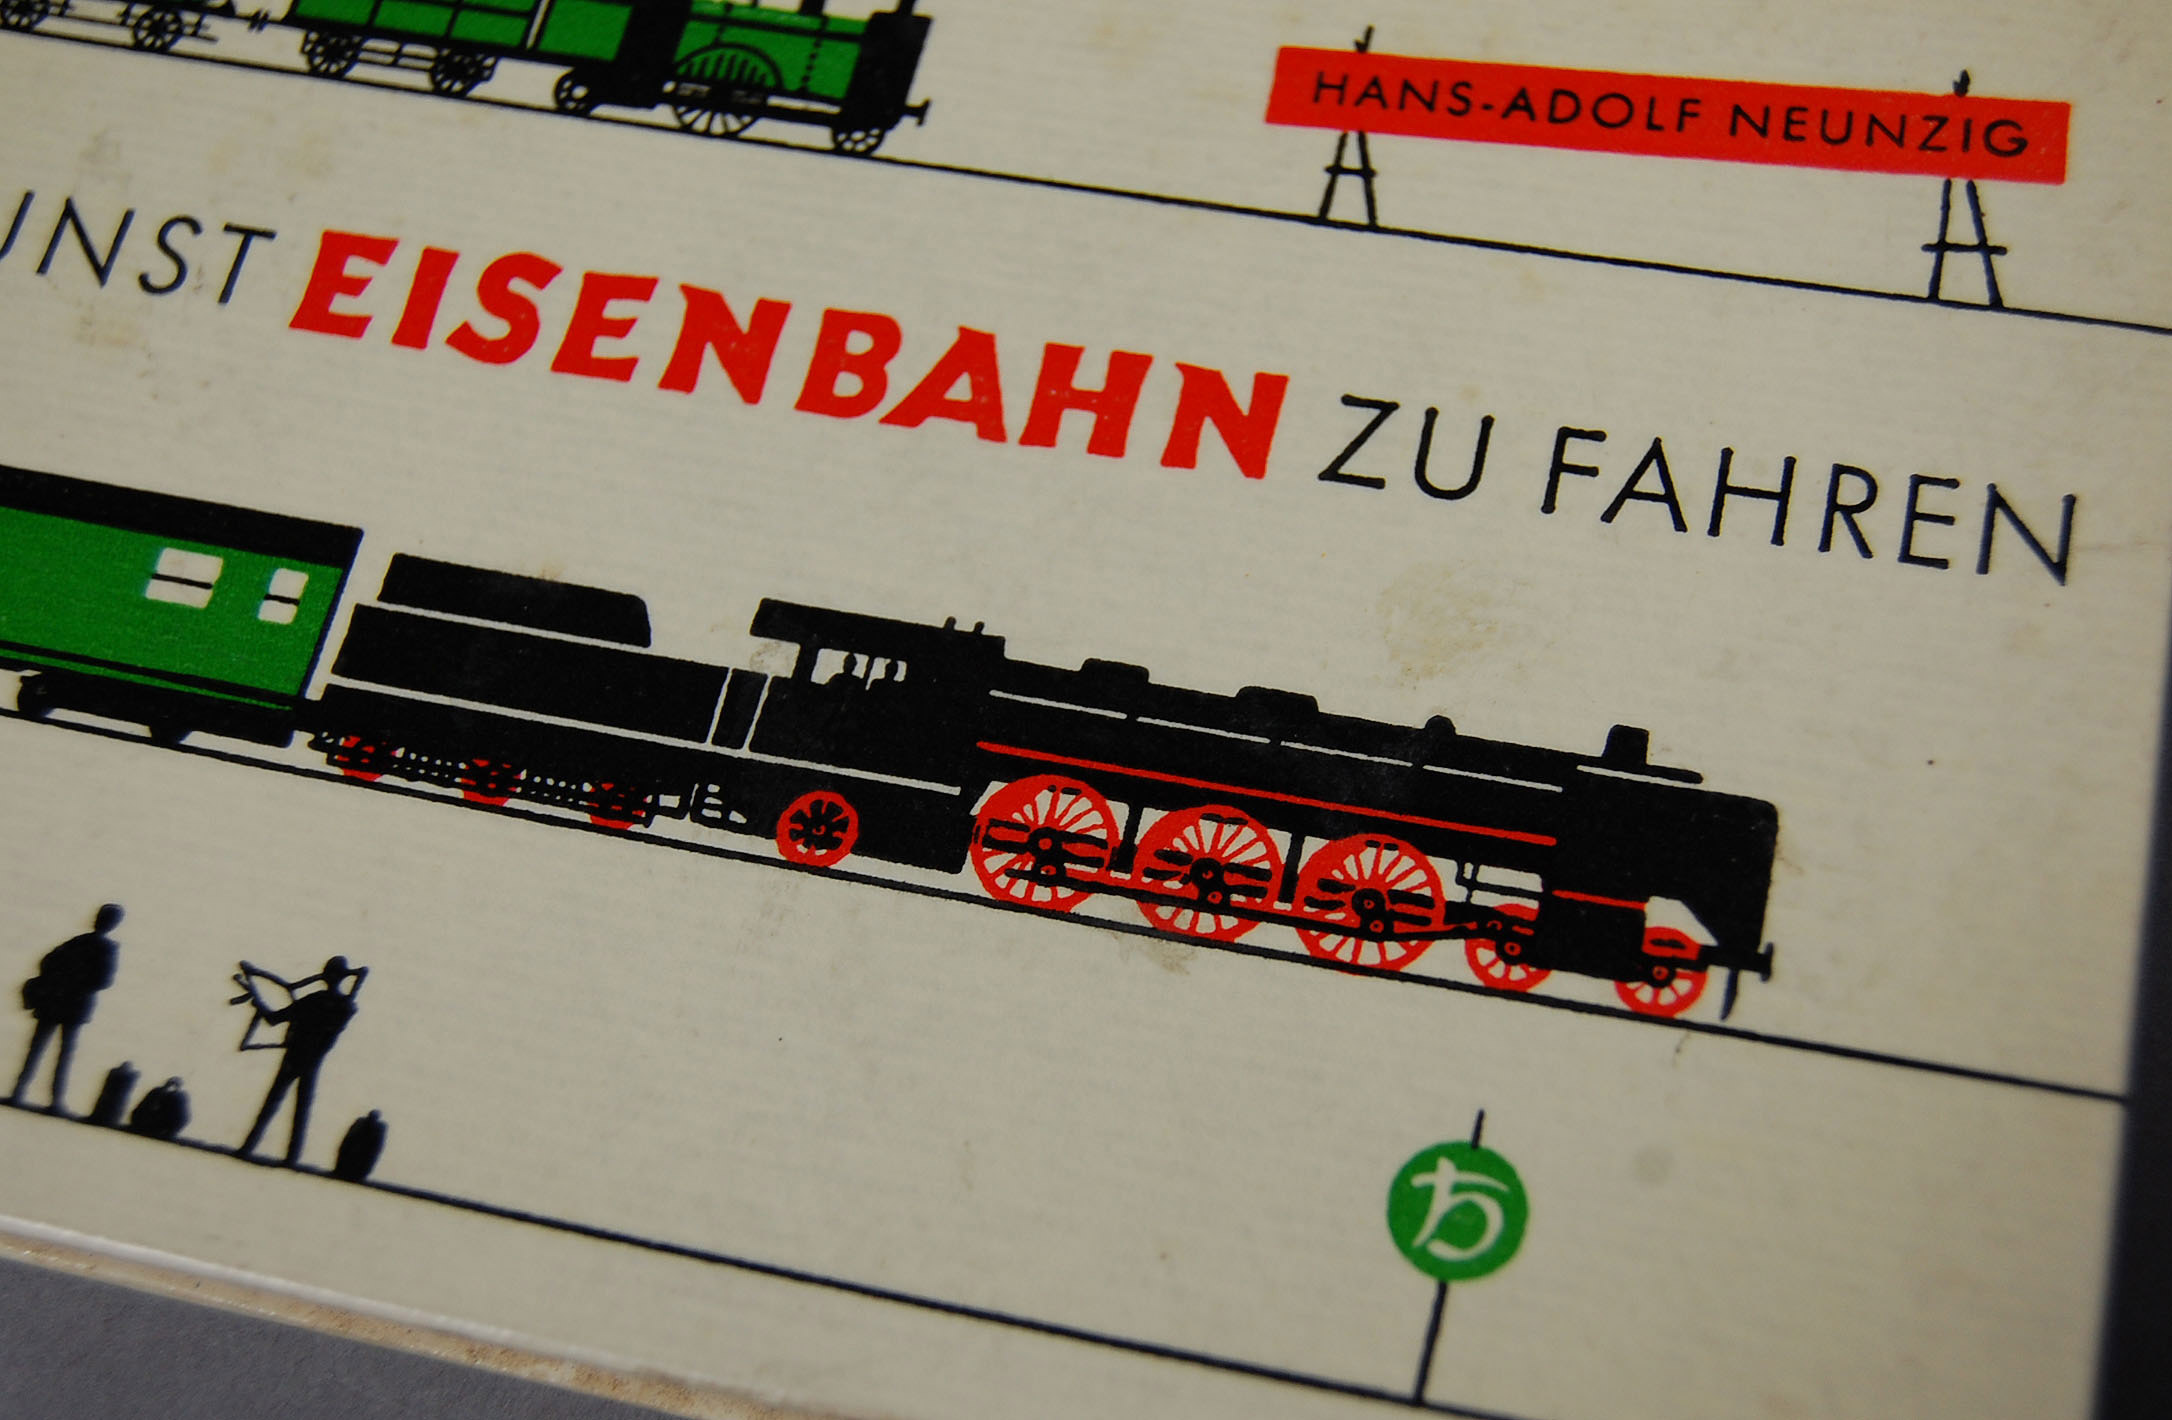 HANS-ADOLF NEUNZIG
UNST EISENBAHN ZU FAHREN